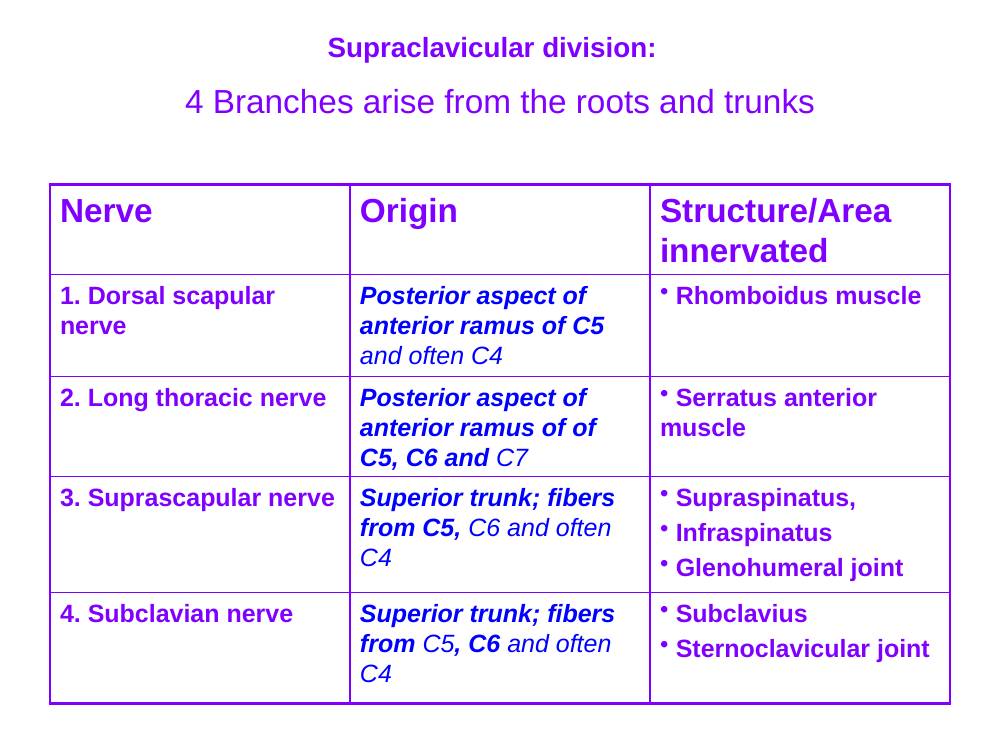 Supraclavicular division:
4 Branches arise from the roots and trunks
Nerve
Origin
Structure/Area
innervated
1. Dorsal scapular
nerve
Posterior aspect of
anterior ramus of C5
and often C4
• Rhomboidus muscle
2. Long thoracic nerve
Posterior aspect of
anterior ramus of of
C5, C6 and C7
• Serratus anterior
muscle
3. Suprascapular nerve
Superior trunk; fibers
from C5, C6 and often
C4
• Supraspinatus,
• Infraspinatus
• Glenohumeral joint
4. Subclavian nerve
Superior trunk; fibers
from C5, C6 and often
C4
• Subclavius
• Sternoclavicular joint